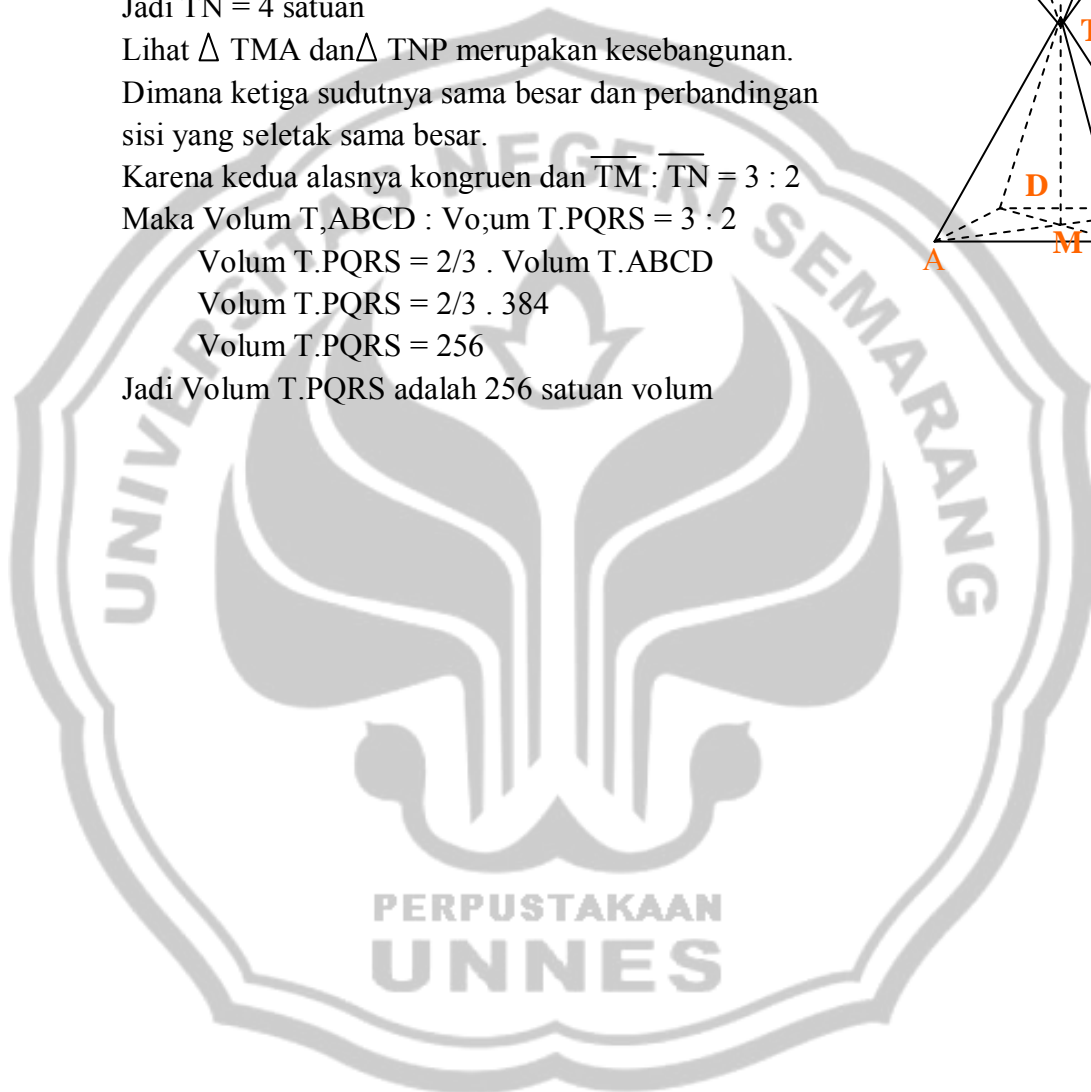 Jadi TN = 4 satuan
Lihat Δ TMA danΔ TNP merupakan kesebangunan.
Dimana ketiga sudutnya sama besar dan perbandingan
sisi yang seletak sama besar.
Karena kedua alasnya kongruen dan T̅M̅ : T̅N̅ = 3 : 2
Maka Volum T,ABCD : Vo;um T.PQRS = 3 : 2
Volum T.PQRS = 2/3 . Volum T.ABCD
Volum T.PQRS = 2/3 . 384
Volum T.PQRS = 256
Jadi Volum T.PQRS adalah 256 satuan volum
T
D
M
A
UNIVERSITAS NEGERI SEMARANG
PERPUSTAKAAN
UNNES